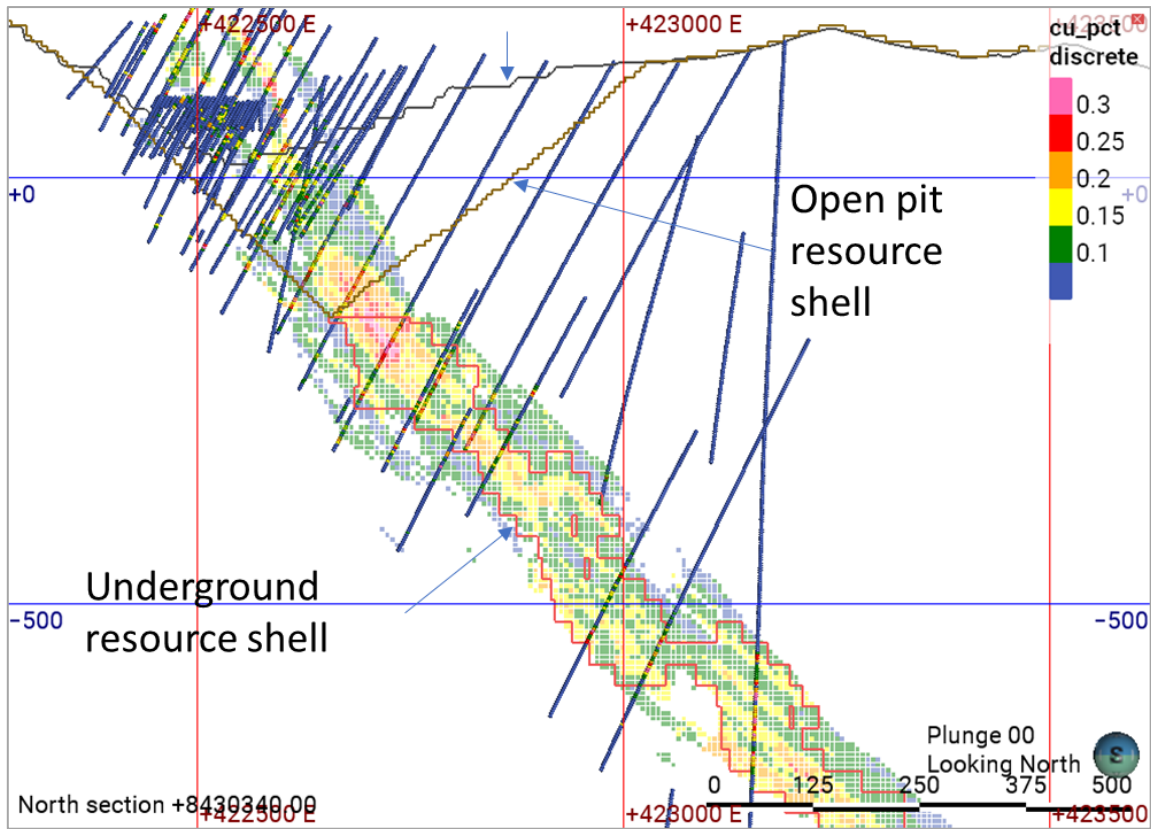 +422500 E
+423000 E
+423500
cu_pct
discrete
0.3
0.25
0.2
0.15
0.1
+0
+0
Open pit
resource
shell
Underground
resource shell
-500
-500
Plunge 00
Looking North
S
0 125 250 375 500
North section +8430340.00
+422500 E
+423000 E
+423500